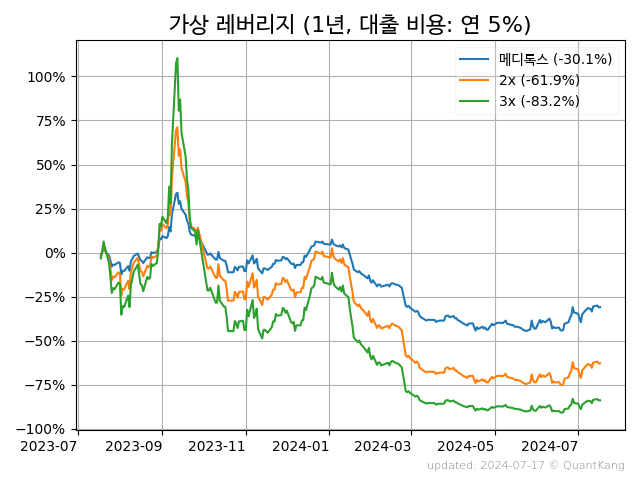 가상 레버리지 (1년, 대출 비용: 연 5%)
메디톡스 (-30.1%)
2x (-61.9%)
3x (-83.2%)
100%
75%
50%
25%
0%
−25%
−50%
−75%
−100%
2023-07 2023-09 2023-11 2024-01 2024-03 2024-05 2024-07
updated: 2024-07-17 © QuantKang